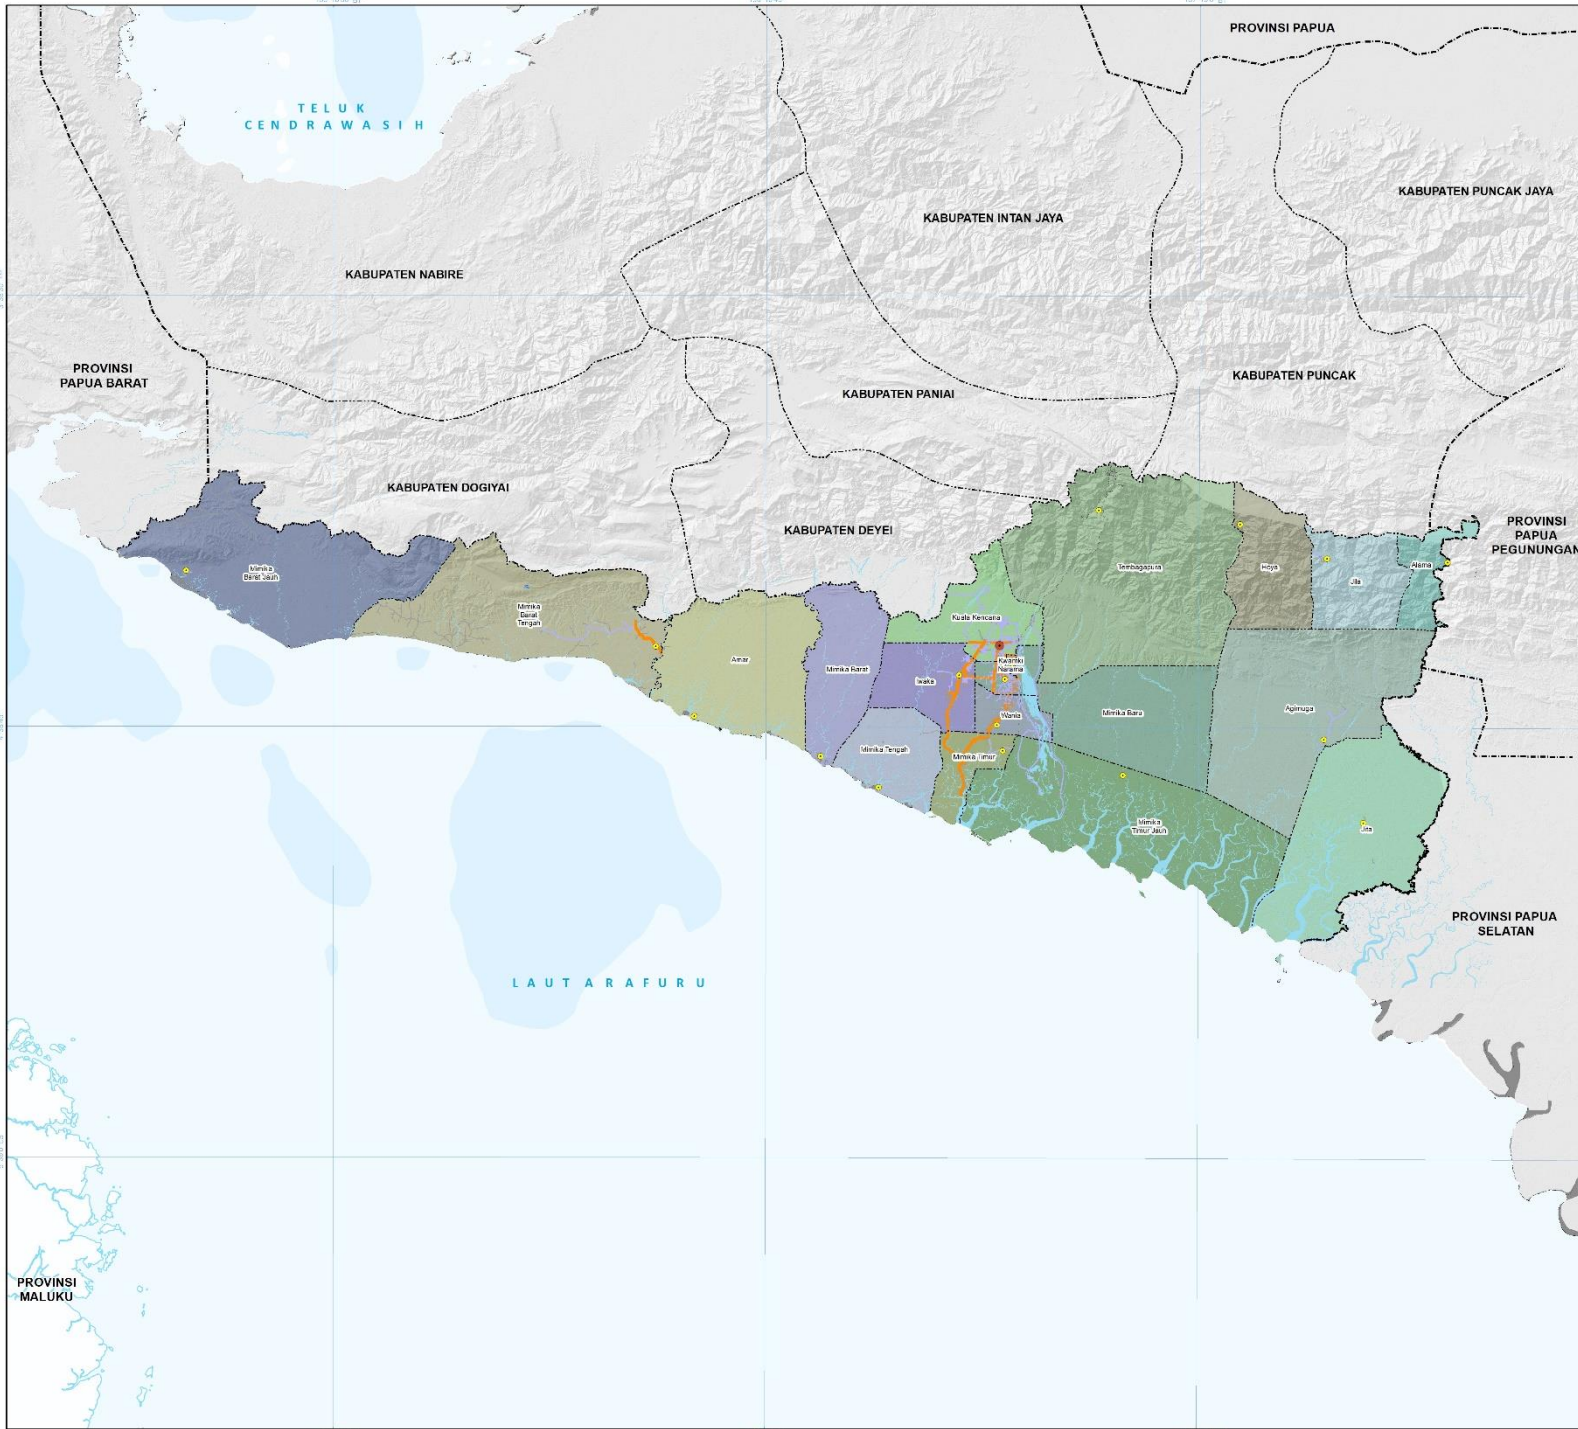 PROVINSI PAPUA
TELUK
CENDRAWASIH
KABUPATEN PUNCAK JAYA
KABUPATEN INTAN JAYA
KABUPATEN NABIRE
PROVINSI
PAPUA BARAT
KABUPATEN PUNCAK
KABUPATEN PANIAI
KABUPATEN DOGIYAI
KABUPATEN DEYEI
PROVINSI
PAPUA
PEGUNUNGAN
Mimika
Barat Jauh
Tembagapura
Hoya
Jila
Alama
Mimika
Barat
Tengah
Kuala Kencana
Amar
Mimika Barat
Iwaka
Kwamki
Narama
Wania
Mimika Baru
Agimuga
Mimika Tengah
Mimika Timur
Mimika
Timur Jauh
Jita
PROVINSI PAPUA
SELATAN
LAUT ARAFURU
PROVINSI
MALUKU